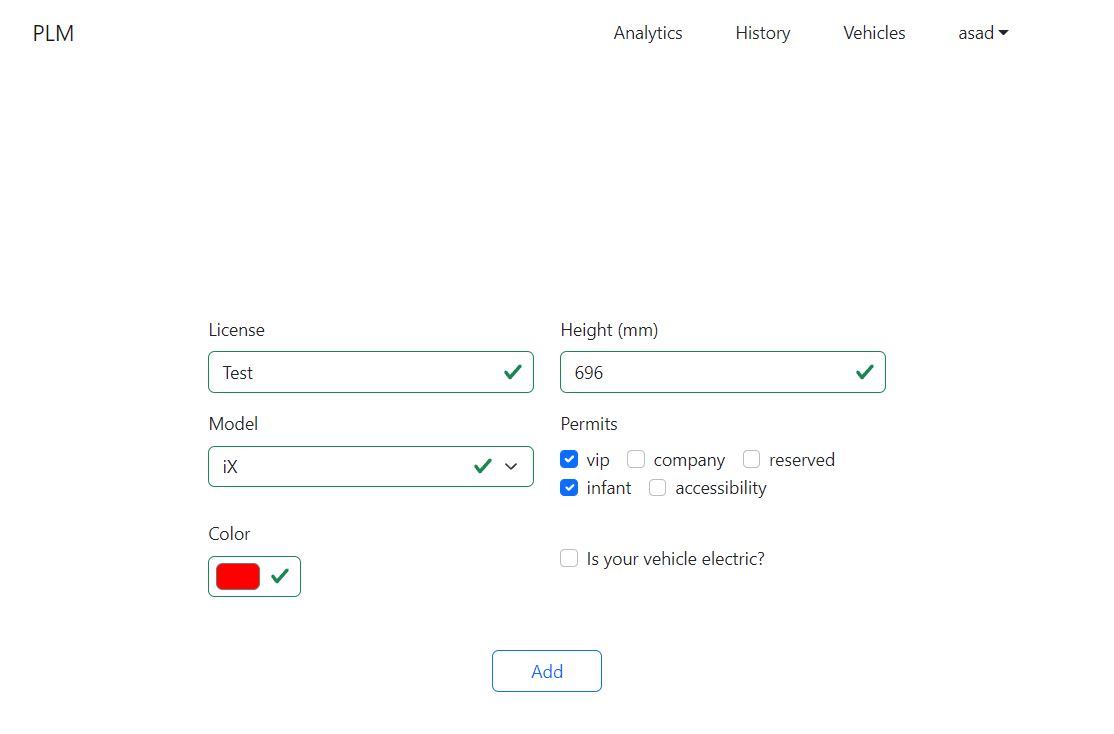 PLM Analytics History Vehicles asad
License Height (mm)
Test 696
Model Permits
iX vip company reserved
infant accessibility
Color
Is your vehicle electric?
Add